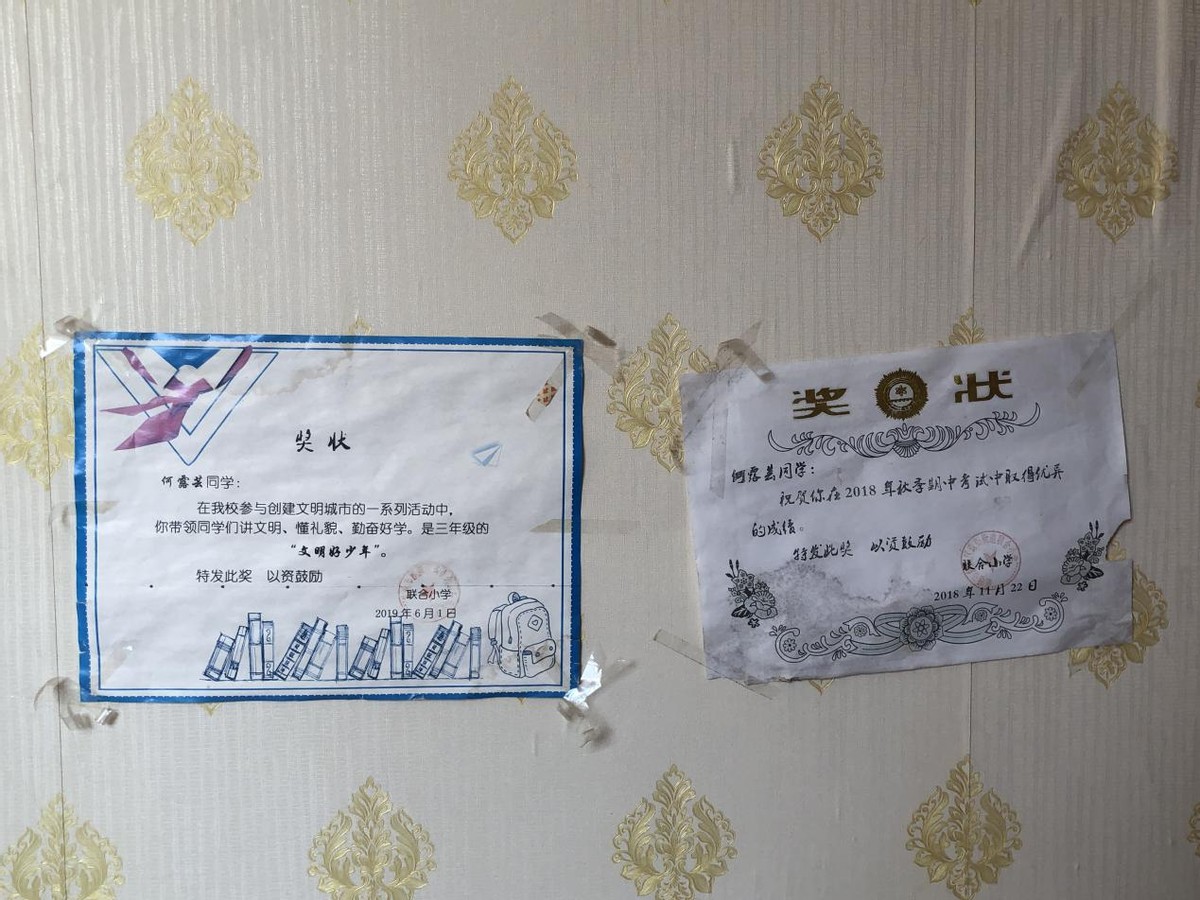 奖状
何露芸同学：
在我校参与创建文明城市的一系列活动中，
你带领同学们讲文明、懂礼貌、勤奋好学。是三年级的
“文明好少年”。
特发此奖 以资鼓励
联合小学
2019年6月1日
奖状
何露芸同学：
祝贺你在2018年秋季期中考试中取得优异
的成绩。
特发此奖 以资鼓励
联合小学
2018年11月22日